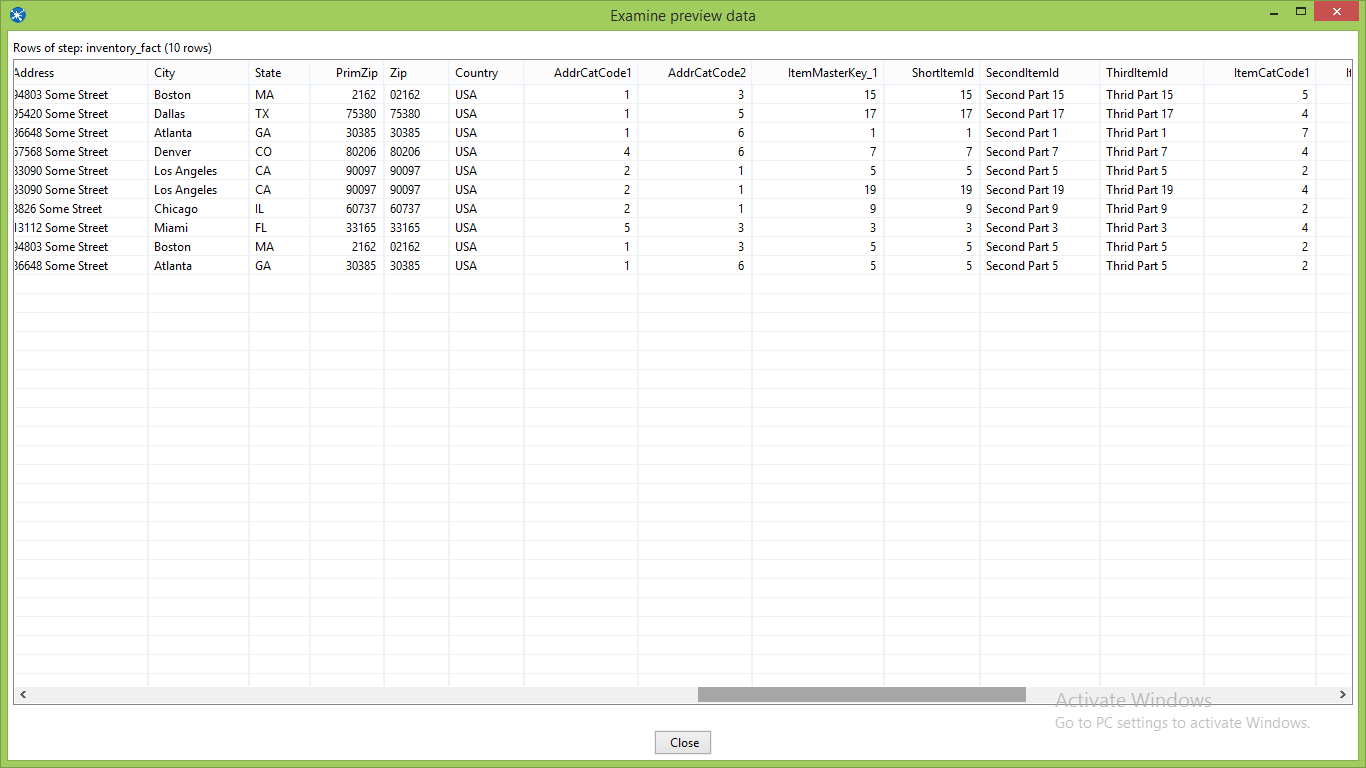 Examine preview data
Rows of step: inventory_fact (10 rows)
Address City State PrimZip Zip Country AddrCatCode1 AddrCatCode2 ItemMasterKey_1 ShortItemId SecondItemId ThirdItemId ItemCatCode1
94803 Some Street Boston MA 2162 02162 USA 1 3 15 15 Second Part 15 Thrid Part 15 5
95420 Some Street Dallas TX 75380 75380 USA 1 5 17 17 Second Part 17 Thrid Part 17 4
36648 Some Street Atlanta GA 30385 30385 USA 1 6 1 1 Second Part 1 Thrid Part 1 7
57568 Some Street Denver CO 80206 80206 USA 4 6 7 7 Second Part 7 Thrid Part 7 4
33090 Some Street Los Angeles CA 90097 90097 USA 2 1 5 5 Second Part 5 Thrid Part 5 2
33090 Some Street Los Angeles CA 90097 90097 USA 2 1 19 19 Second Part 19 Thrid Part 19 4
3826 Some Street Chicago IL 60737 60737 USA 2 1 9 9 Second Part 9 Thrid Part 9 2
13112 Some Street Miami FL 33165 33165 USA 5 3 3 3 Second Part 3 Thrid Part 3 4
94803 Some Street Boston MA 2162 02162 USA 1 3 5 5 Second Part 5 Thrid Part 5 2
36648 Some Street Atlanta GA 30385 30385 USA 1 6 5 5 Second Part 5 Thrid Part 5 2
Activate Windows
Go to PC settings to activate Windows.
Close